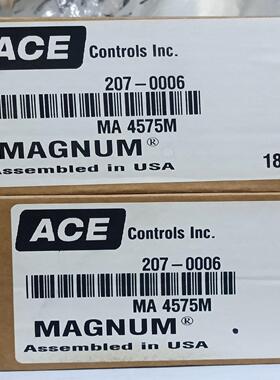 ACE Controls Inc.
207-0006
MA 4575M
MAGNUM®
Assembled in USA
18
ACE Controls Inc.
207-0006
MA 4575M
MAGNUM®
Assembled in USA